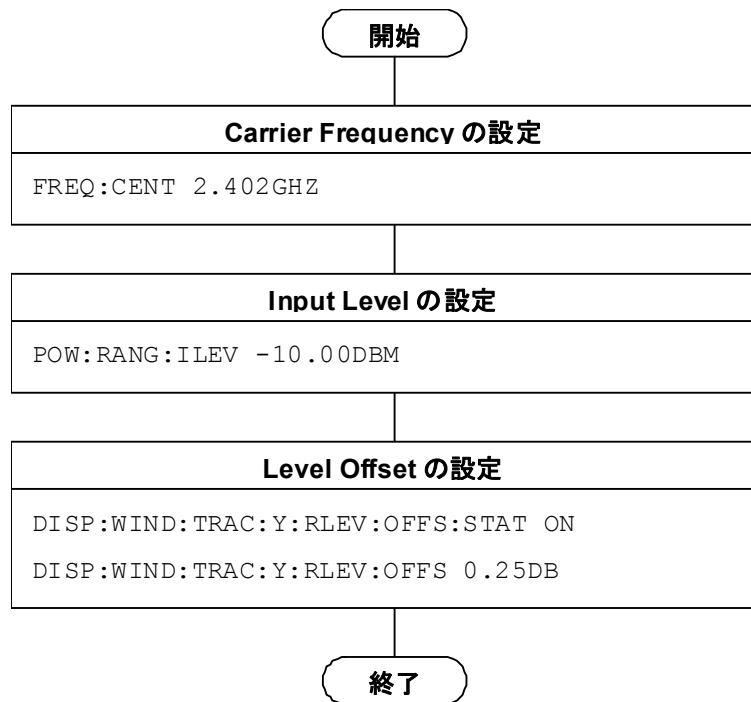 開始
Carrier Frequency の設定
FREQ:CENT 2.402GHZ
Input Level の設定
POW:RANG:ILEV -10.00DBM
Level Offset の設定
DISP:WIND:TRAC:Y:RLEV:OFFS:STAT ON
DISP:WIND:TRAC:Y:RLEV:OFFS 0.25DB
終了